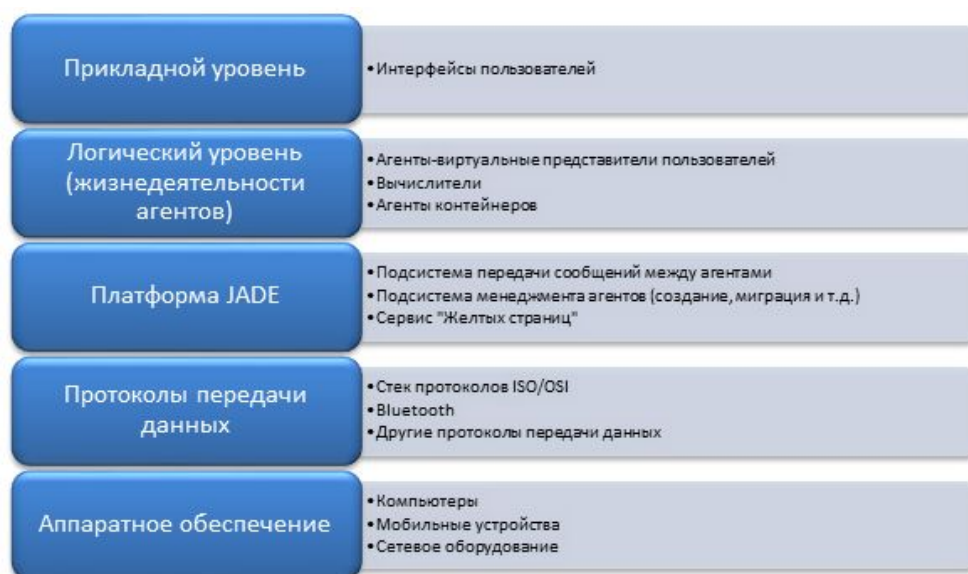 Прикладной уровень
•Интерфейсы пользователей
Логический уровень
(жизнедеятельности
агентов)
•Агенты-виртуальные представители пользователей
•Вычислители
•Агенты контейнеров
Платформа JADE
•Подсистема передачи сообщений между агентами
•Подсистема менеджмента агентов (создание, миграция и т.д.)
•Сервис "Желтых страниц"
Протоколы передачи
данных
•Стек протоколов ISO/OSI
•Bluetooth
•Другие протоколы передачи данных
Аппаратное обеспечение
•Компьютеры
•Мобильные устройства
•Сетевое оборудование